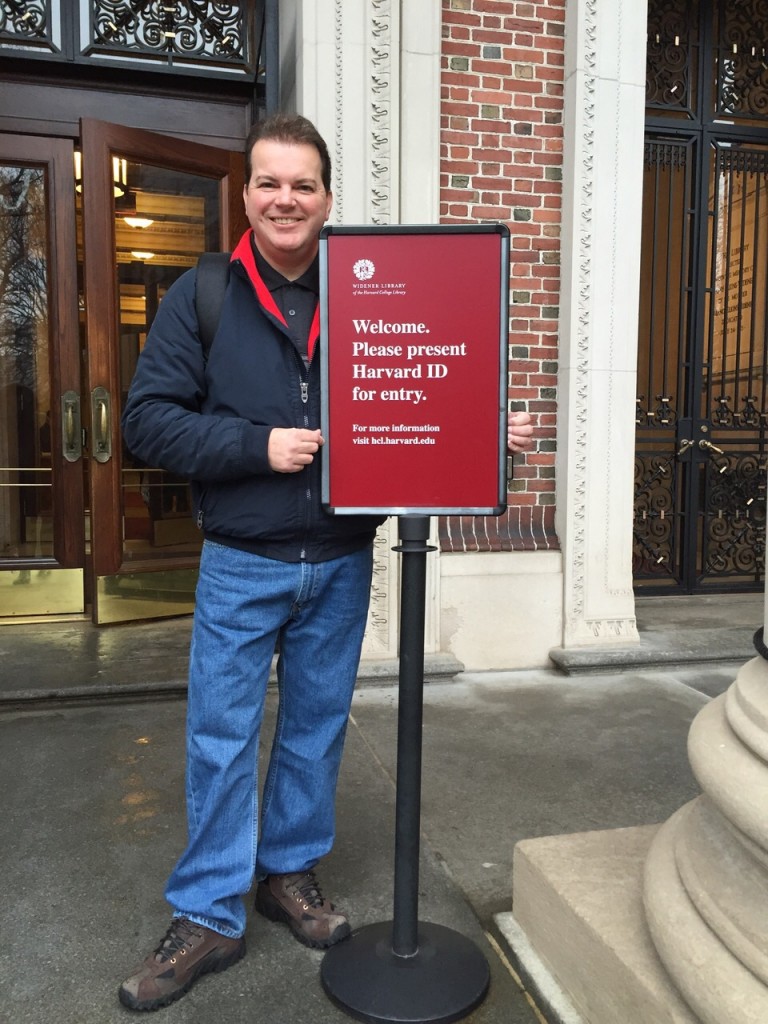 WIDENER LIBRARY
of the Harvard College Library
Welcome.
Please present
Harvard ID
for entry.
For more information
visit hcl.harvard.edu